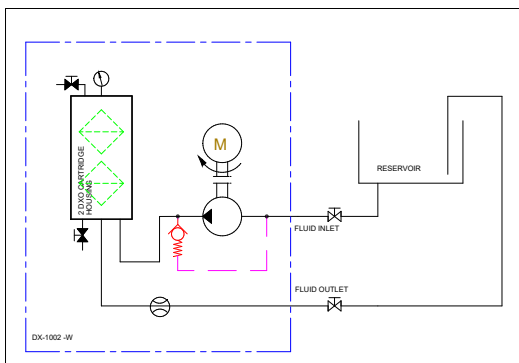 2 DXO CARTRIDGE
HOUSING
M
RESERVOIR
FLUID INLET
FLUID OUTLET
DX-1002 -W